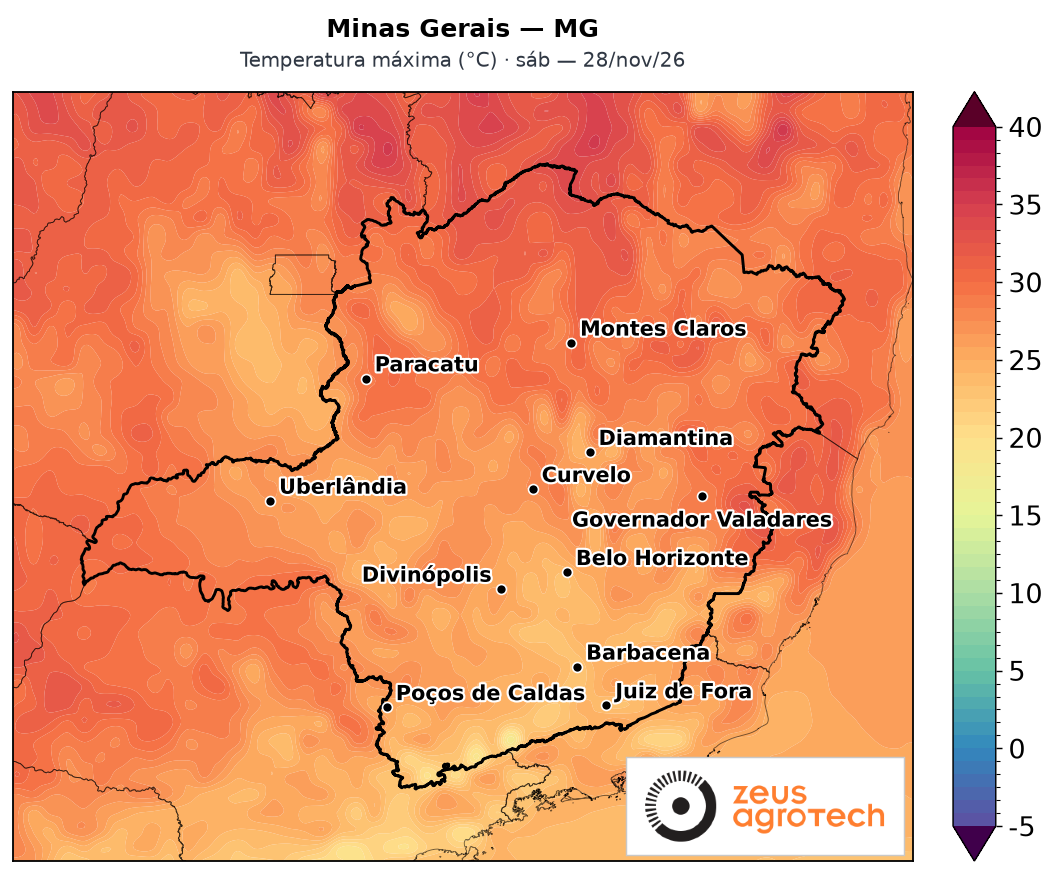 Minas Gerais — MG
Temperatura máxima (°C) · sáb — 28/nov/26
Montes Claros
Paracatu
Diamantina
Curvelo
Uberlândia
Governador Valadares
Belo Horizonte
Divinópolis
Barbacena
Poços de Caldas
Juiz de Fora
zeus
agrotech
40
35
30
25
20
15
10
5
0
-5